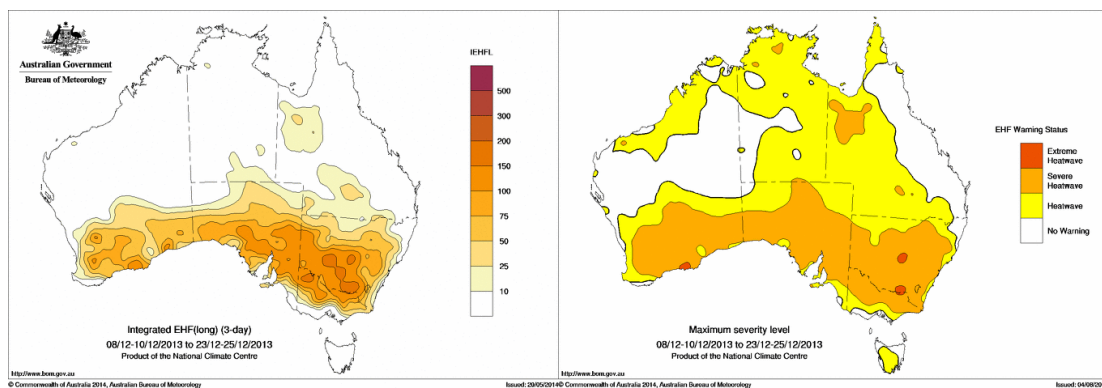 Australian Government
Bureau of Meteorology
IEHFL
500
300
200
150
100
75
50
25
10
Integrated EHF(long) (3-day)
08/12-10/12/2013 to 23/12-25/12/2013
Product of the National Climate Centre
http://www.bom.gov.au
© Commonwealth of Australia 2014, Australian Bureau of Meteorology
Issued: 29/05/2014
EHF Warning Status
Extreme
Heatwave
Severe
Heatwave
Heatwave
No Warning
Maximum severity level
08/12-10/12/2013 to 23/12-25/12/2013
Product of the National Climate Centre
http://www.bom.gov.au
© Commonwealth of Australia 2014, Australian Bureau of Meteorology
Issued: 04/08/20